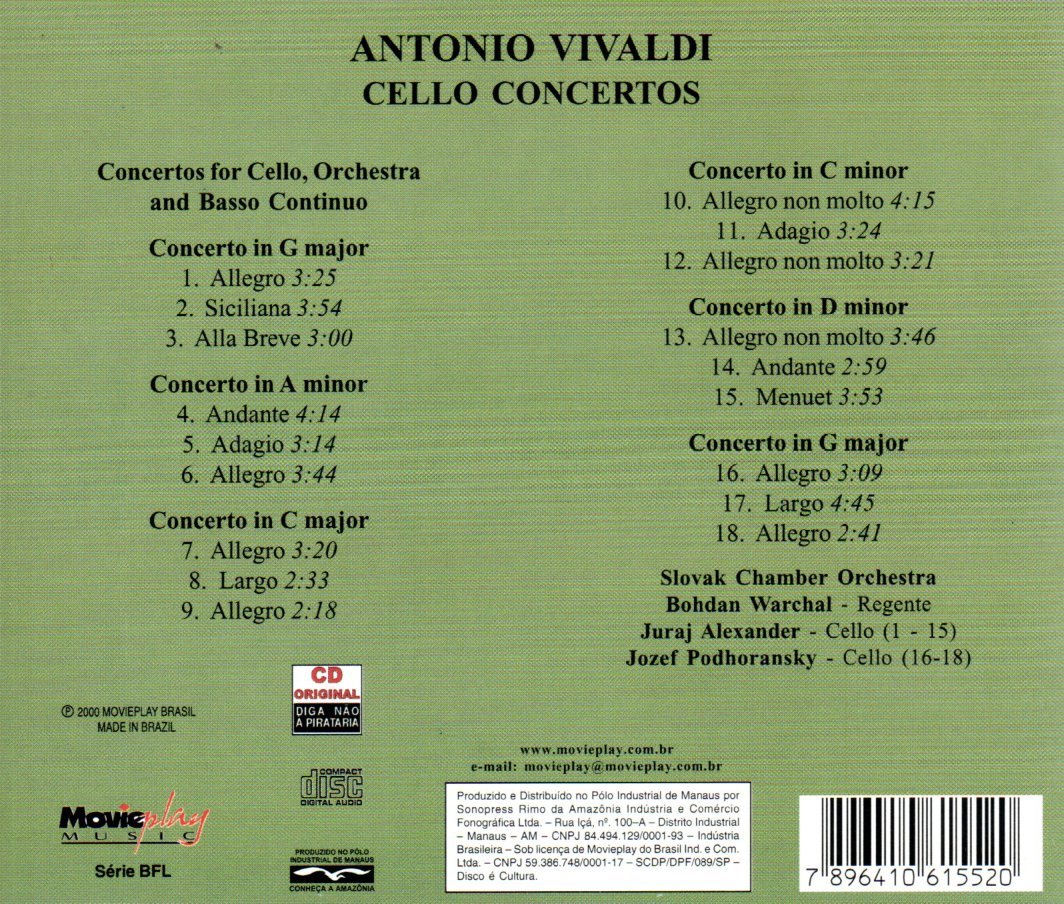 ANTONIO VIVALDI
CELLO CONCERTOS
Concertos for Cello, Orchestra
and Basso Continuo
Concerto in G major
1. Allegro 3:25
2. Siciliana 3:54
3. Alla Breve 3:00
Concerto in A minor
4. Andante 4:14
5. Adagio 3:14
6. Allegro 3:44
Concerto in C major
7. Allegro 3:20
8. Largo 2:33
9. Allegro 2:18
Concerto in C minor
10. Allegro non molto 4:15
11. Adagio 3:24
12. Allegro non molto 3:21
Concerto in D minor
13. Allegro non molto 3:46
14. Andante 2:59
15. Menuet 3:53
Concerto in G major
16. Allegro 3:09
17. Largo 4:45
18. Allegro 2:41
Slovak Chamber Orchestra
Bohdan Warchal - Regente
Juraj Alexander - Cello (1 - 15)
Jozef Podhoransky - Cello (16-18)
℗ 2000 MOVIEPLAY BRASIL
MADE IN BRAZIL
CD
ORIGINAL
DIGA NÃO
À PIRATARIA
COMPACT
disc
DIGITAL AUDIO
Movieplay
MUSIC
Série BFL
PRODUZIDO NO PÓLO
INDUSTRIAL DE MANAUS
CONHEÇA A AMAZÔNIA
www.movieplay.com.br
e-mail: movieplay@movieplay.com.br
Produzido e Distribuído no Pólo Industrial de Manaus por
Sonopress Rimo da Amazônia Indústria e Comércio
Fonográfica Ltda. – Rua Içá, nº. 100–A – Distrito Industrial
– Manaus – AM – CNPJ 84.494.129/0001-93 – Indústria
Brasileira – Sob licença de Movieplay do Brasil Ind. e Com.
Ltda. – CNPJ 59.386.748/0001-17 – SCDP/DPF/089/SP –
Disco é Cultura.
7 896410 615520